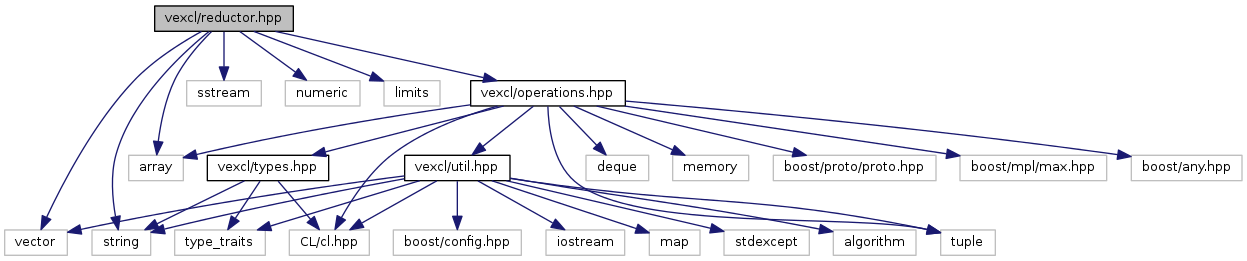 vexcl/reductor.hpp
sstream
numeric
limits
vexcl/operations.hpp
array
vexcl/types.hpp
vexcl/util.hpp
deque
memory
boost/proto/proto.hpp
boost/mpl/max.hpp
boost/any.hpp
vector
string
type_traits
CL/cl.hpp
boost/config.hpp
iostream
map
stdexcept
algorithm
tuple